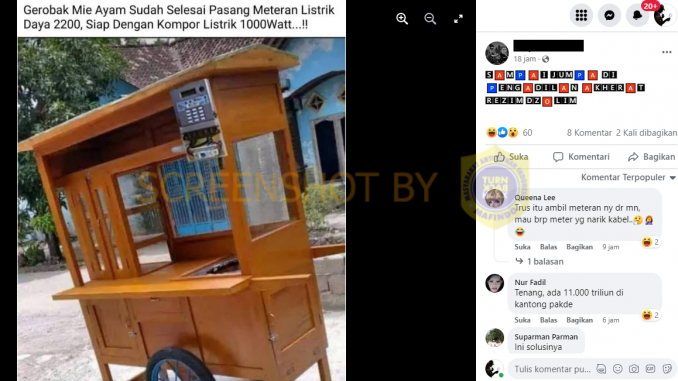 Gerobak Mie Ayam Sudah Selesai Pasang Meteran Listrik
Daya 2200, Siap Dengan Kompor Listrik 1000Watt...!!
SCREENSHOT BY
TURN
20+
18 jam
SAMPAI JUMPA DI
PENGADILAN AKHERAT
REZIMDZOLIM
60
8 Komentar 2 Kali dibagikan
Suka Komentari Bagikan
Komentar Terpopuler
Queena Lee
Trus itu ambil meteran ny dr mn,
mau brp meter yg narik kabel..
2
Suka Balas Bagikan 9 jam
1 balasan
Nur Fadil
Tenang, ada 11.000 triliun di
kantong pakde
2
Suka Balas Bagikan 6 jam
Suparman Parman
Ini solusinya
Tulis komentar pu...